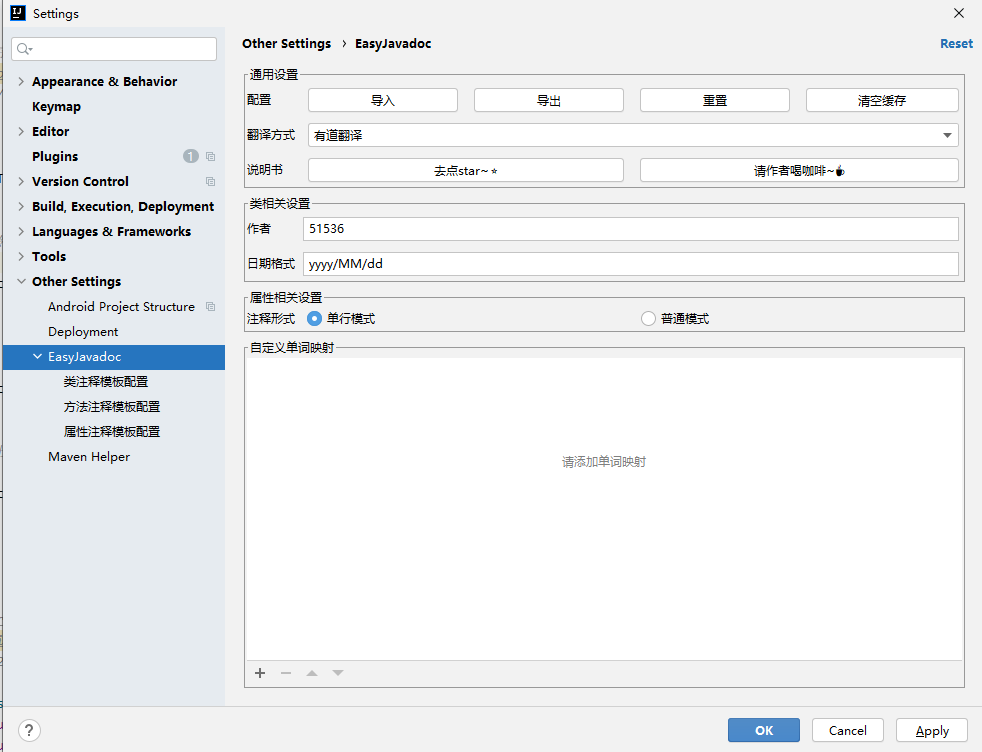 Settings
Other Settings › EasyJavadoc
Reset
Appearance & Behavior
Keymap
Editor
Plugins 1
Version Control
Build, Execution, Deployment
Languages & Frameworks
Tools
Other Settings
Android Project Structure
Deployment
EasyJavadoc
类注释模板配置
方法注释模板配置
属性注释模板配置
Maven Helper
通用设置
配置 导入 导出 重置 清空缓存
翻译方式 有道翻译
说明书 去点star~⭐ 请作者喝咖啡~☕
类相关设置
作者 51536
日期格式 yyyy/MM/dd
属性相关设置
注释形式 单行模式 普通模式
自定义单词映射
请添加单词映射
? OK Cancel Apply